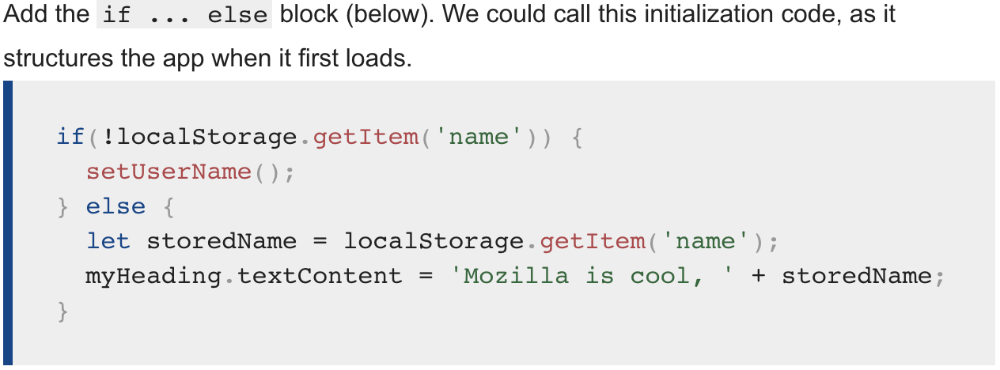 Add the if ... else block (below). We could call this initialization code, as it
structures the app when it first loads.
if(!localStorage.getItem('name')) {
  setUserName();
} else {
  let storedName = localStorage.getItem('name');
  myHeading.textContent = 'Mozilla is cool, ' + storedName;
}